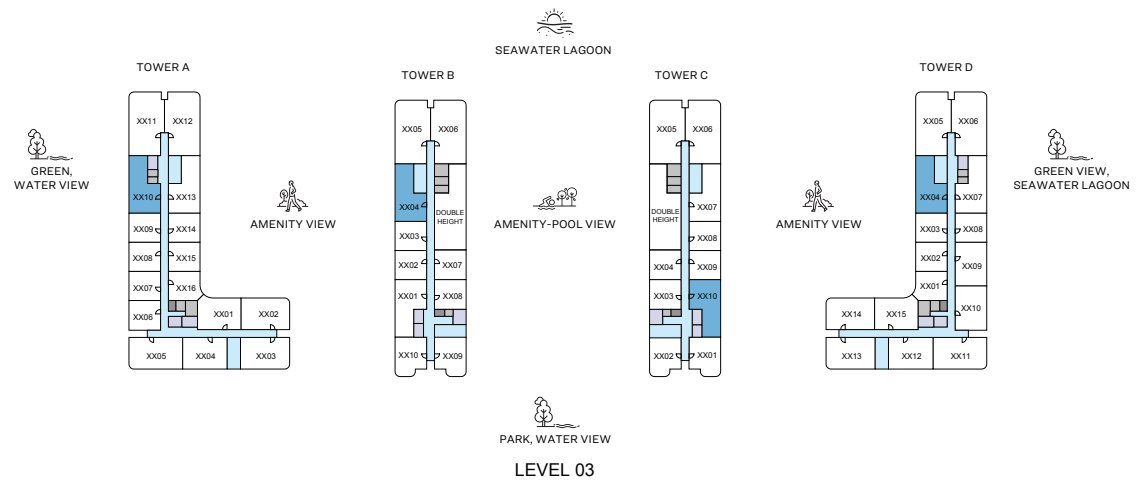 SEAWATER LAGOON
TOWER A
TOWER B
TOWER C
TOWER D
GREEN,
WATER VIEW
XX11
XX12
XX10
XX13
XX09
XX14
XX08
XX15
XX07
XX16
XX06
XX01
XX02
XX05
XX04
XX03
AMENITY VIEW
XX05
XX06
XX04
DOUBLE
HEIGHT
XX03
XX02
XX07
XX01
XX08
XX10
XX09
AMENITY-POOL VIEW
XX05
XX06
XX07
DOUBLE
HEIGHT
XX08
XX04
XX09
XX03
XX10
XX02
XX01
AMENITY VIEW
XX05
XX06
XX04
XX07
XX03
XX08
XX02
XX09
XX01
XX10
XX14
XX15
XX13
XX12
XX11
GREEN VIEW,
SEAWATER LAGOON
PARK, WATER VIEW
LEVEL 03